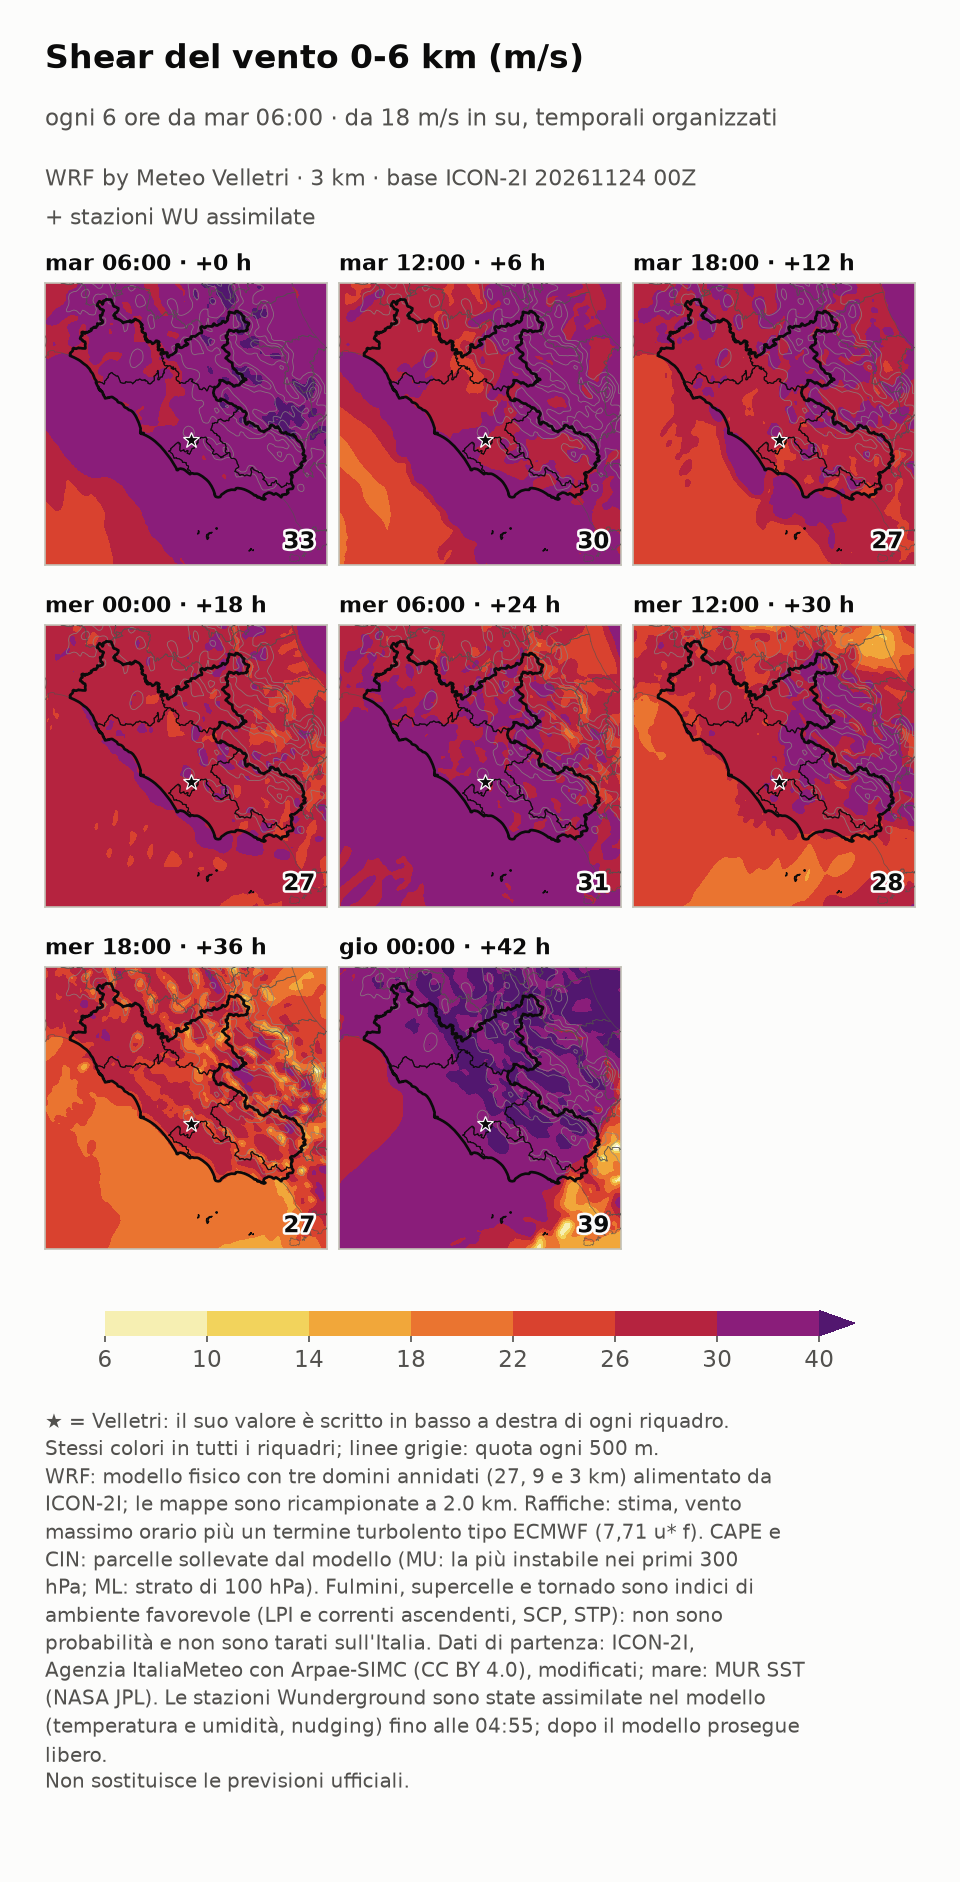 Shear del vento 0-6 km (m/s)
ogni 6 ore da mar 06:00 · da 18 m/s in su, temporali organizzati
WRF by Meteo Velletri · 3 km · base ICON-2I 20261124 00Z
+ stazioni WU assimilate
mar 06:00 · +0 h
mar 12:00 · +6 h
mar 18:00 · +12 h
33
30
27
mer 00:00 · +18 h
mer 06:00 · +24 h
mer 12:00 · +30 h
27
31
28
mer 18:00 · +36 h
gio 00:00 · +42 h
27
39
6 10 14 18 22 26 30 40
★ = Velletri: il suo valore è scritto in basso a destra di ogni riquadro.
Stessi colori in tutti i riquadri; linee grigie: quota ogni 500 m.
WRF: modello fisico con tre domini annidati (27, 9 e 3 km) alimentato da
ICON-2I; le mappe sono ricampionate a 2.0 km. Raffiche: stima, vento
massimo orario più un termine turbolento tipo ECMWF (7,71 u* f). CAPE e
CIN: parcelle sollevate dal modello (MU: la più instabile nei primi 300
hPa; ML: strato di 100 hPa). Fulmini, supercelle e tornado sono indici di
ambiente favorevole (LPI e correnti ascendenti, SCP, STP): non sono
probabilità e non sono tarati sull'Italia. Dati di partenza: ICON-2I,
Agenzia ItaliaMeteo con Arpae-SIMC (CC BY 4.0), modificati; mare: MUR SST
(NASA JPL). Le stazioni Wunderground sono state assimilate nel modello
(temperatura e umidità, nudging) fino alle 04:55; dopo il modello prosegue
libero.
Non sostituisce le previsioni ufficiali.